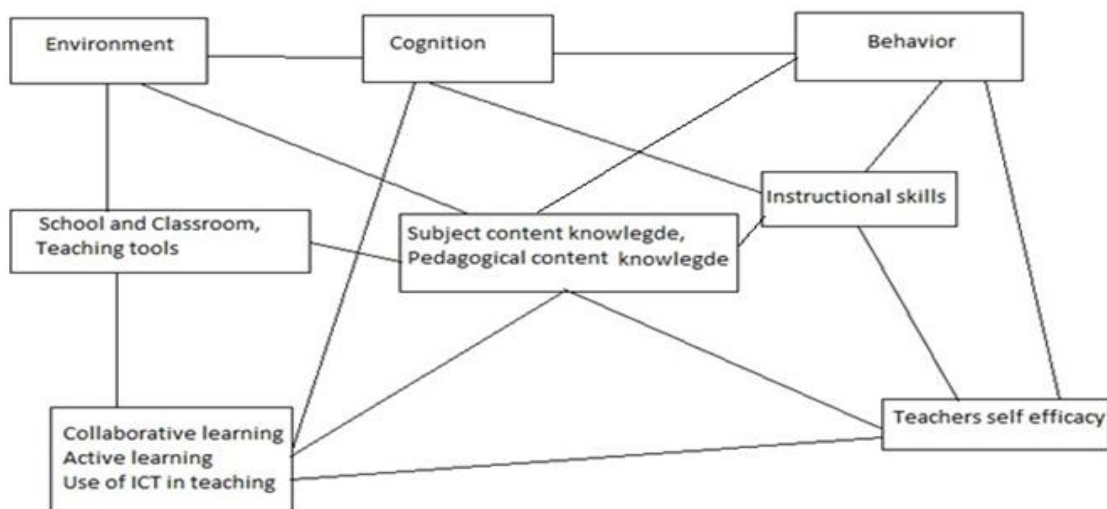 Environment
Cognition
Behavior
School and Classroom,
Teaching tools
Subject content knowlegde,
Pedagogical content knowlegde
Instructional skills
Collaborative learning
Active learning
Use of ICT in teaching
Teachers self efficacy